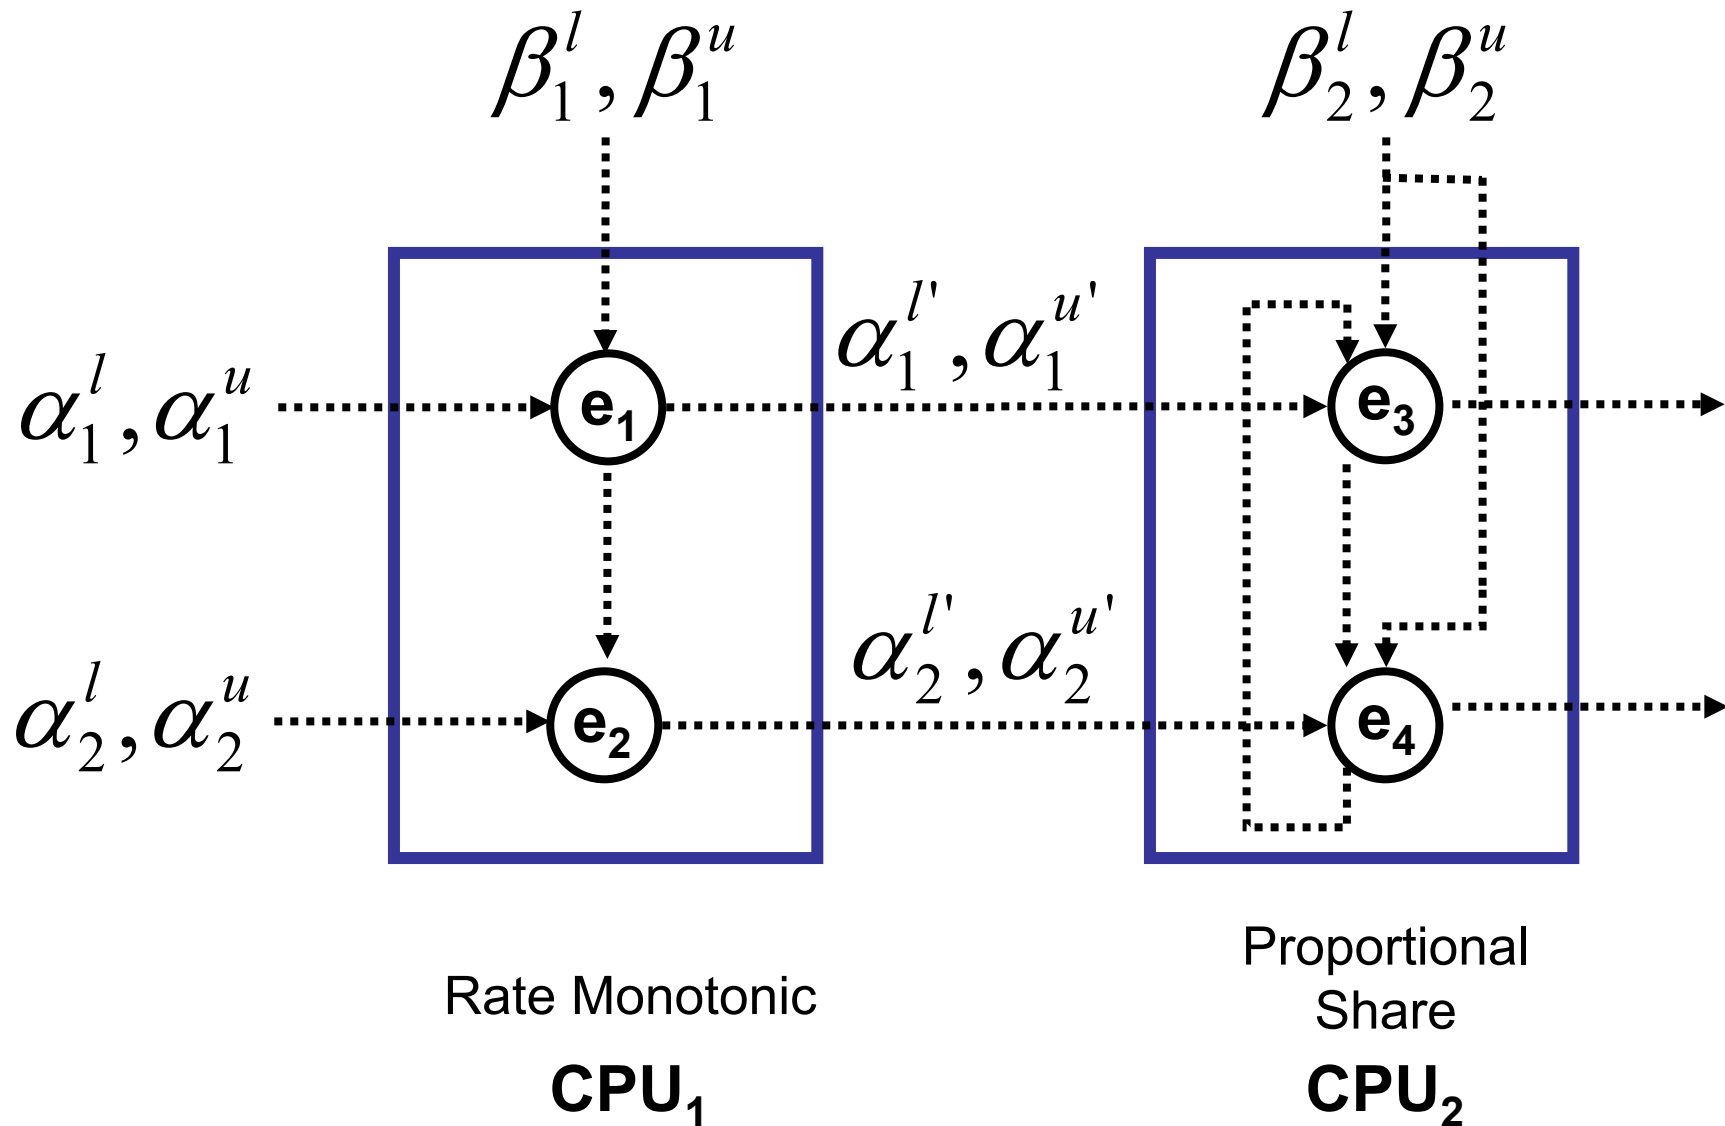 β₁ˡ, β₁ᵘ
β₂ˡ, β₂ᵘ
α₁ˡ, α₁ᵘ
e₁
α₁ˡ', α₁ᵘ'
e₃
α₂ˡ, α₂ᵘ
e₂
α₂ˡ', α₂ᵘ'
e₄
Rate Monotonic
CPU₁
Proportional
Share
CPU₂